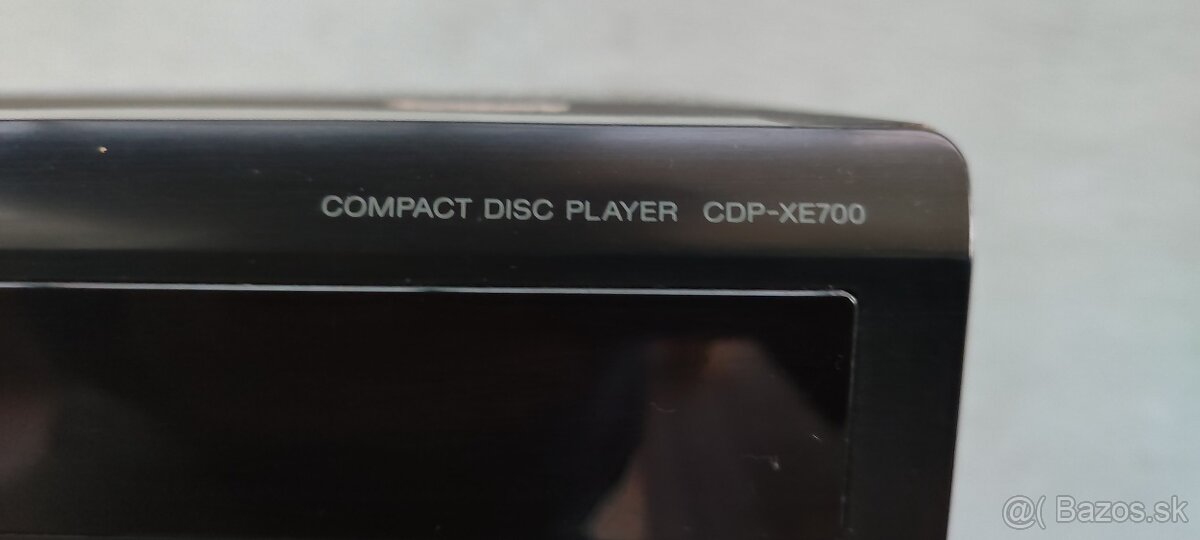 COMPACT DISC PLAYER CDP-XE700
@( Bazos.sk